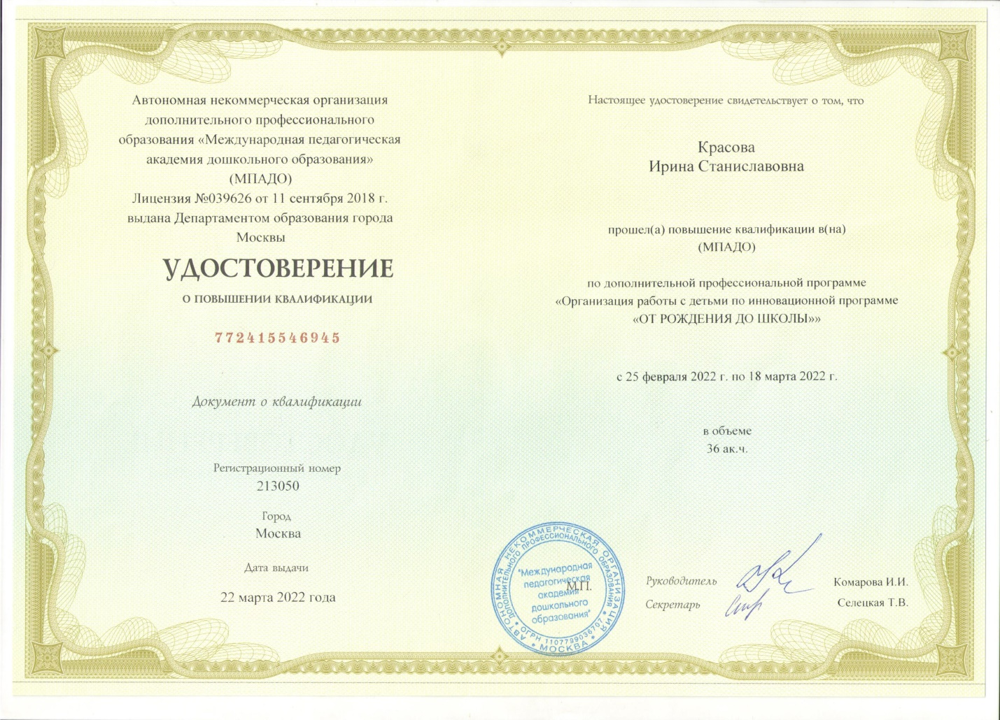 Автономная некоммерческая организация
дополнительного профессионального
образования «Международная педагогическая
академия дошкольного образования»
(МПАДО)
Лицензия №039626 от 11 сентября 2018 г.
выдана Департаментом образования города
Москвы
УДОСТОВЕРЕНИЕ
О ПОВЫШЕНИИ КВАЛИФИКАЦИИ
772415546945
Документ о квалификации
Регистрационный номер
213050
Город
Москва
Дата выдачи
22 марта 2022 года
Настоящее удостоверение свидетельствует о том, что
Красова
Ирина Станиславовна
прошел(а) повышение квалификации в(на)
(МПАДО)
по дополнительной профессиональной программе
«Организация работы с детьми по инновационной программе
«ОТ РОЖДЕНИЯ ДО ШКОЛЫ»»
с 25 февраля 2022 г. по 18 марта 2022 г.
в объеме
36 ак.ч.
АВТОНОМНАЯ НЕКОММЕРЧЕСКАЯ ОРГАНИЗАЦИЯ
ДОПОЛНИТЕЛЬНОГО ПРОФЕССИОНАЛЬНОГО ОБРАЗОВАНИЯ
"Международная
педагогическая
академия
дошкольного
образования"
* ОГРН 1107799036707 *
* МОСКВА *
М.П.
Руководитель
Комарова И.И.
Секретарь
Селецкая Т.В.